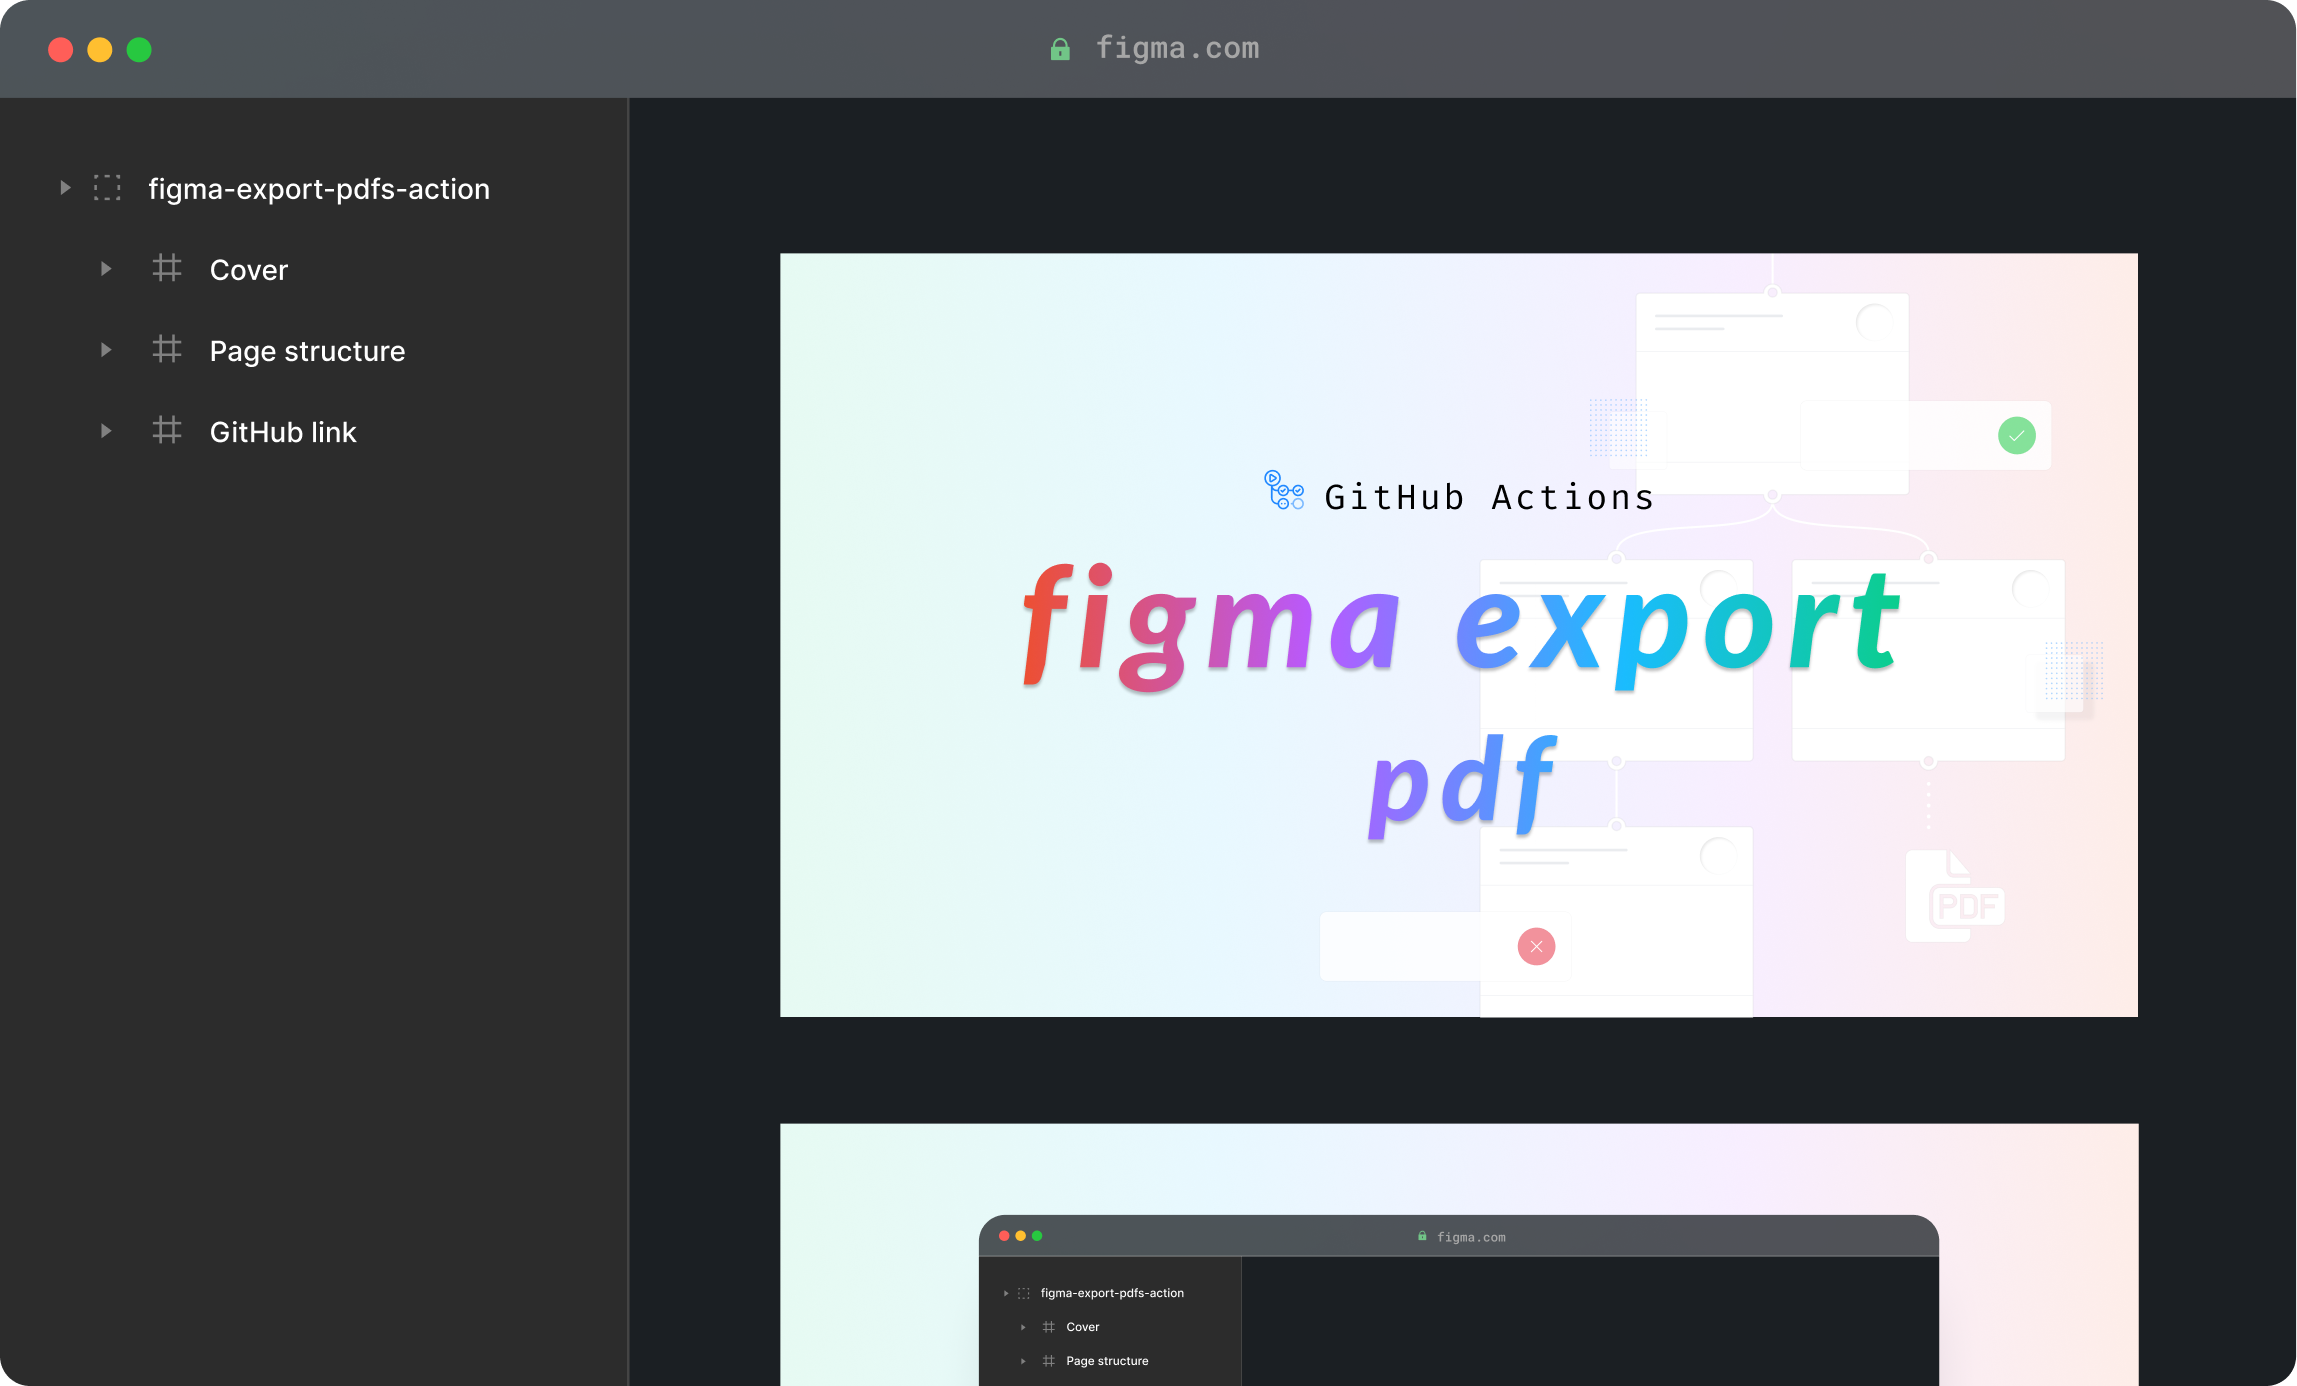 figma.com
figma-export-pdfs-action
Cover
Page structure
GitHub link
GitHub Actions
figma export
pdf
PDF
figma.com
figma-export-pdfs-action
Cover
Page structure